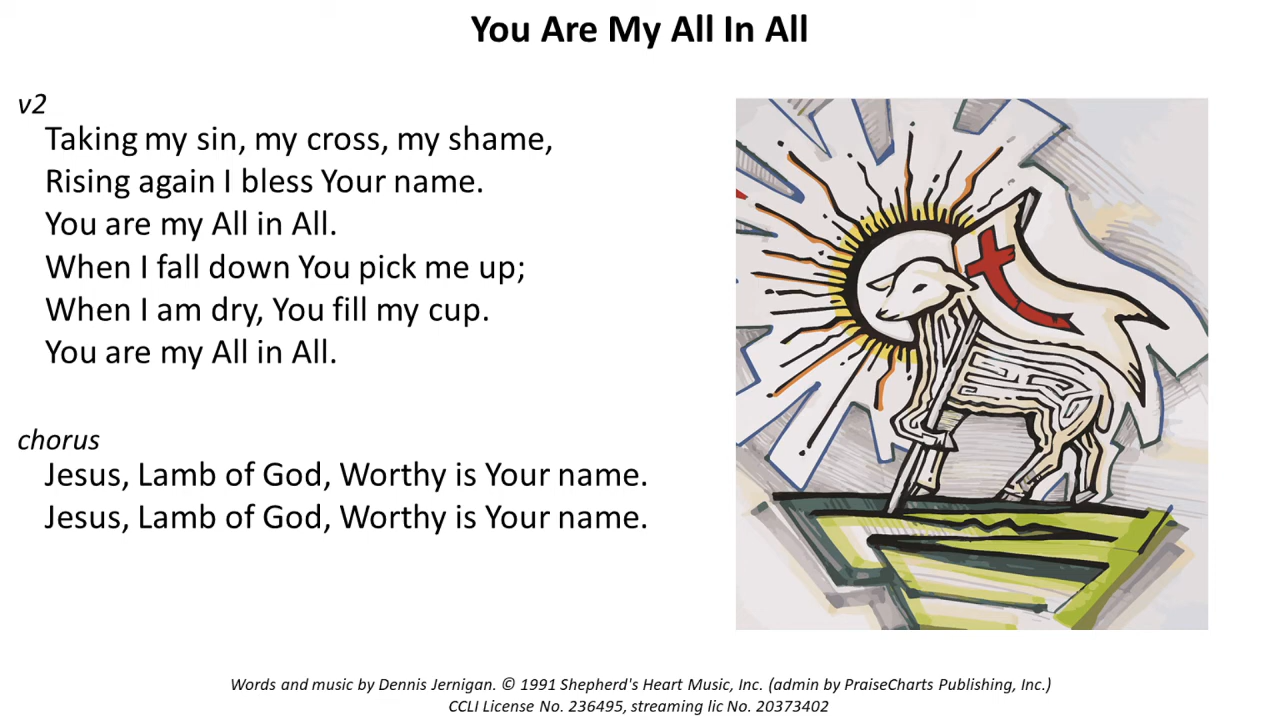 You Are My All In All
v2
Taking my sin, my cross, my shame,
Rising again I bless Your name.
You are my All in All.
When I fall down You pick me up;
When I am dry, You fill my cup.
You are my All in All.
chorus
Jesus, Lamb of God, Worthy is Your name.
Jesus, Lamb of God, Worthy is Your name.
Words and music by Dennis Jernigan. © 1991 Shepherd's Heart Music, Inc. (admin by PraiseCharts Publishing, Inc.)
CCLI License No. 236495, streaming lic No. 20373402